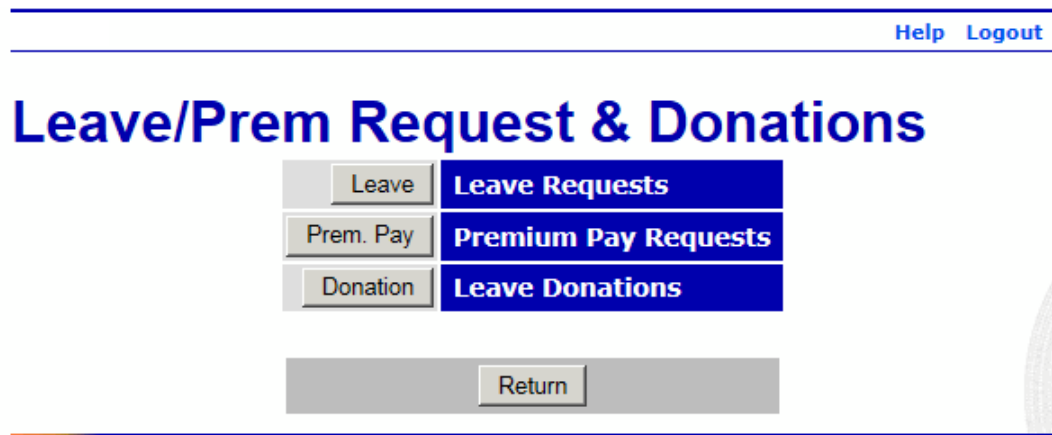 Help Logout
Leave/Prem Request & Donations
Leave Leave Requests
Prem. Pay Premium Pay Requests
Donation Leave Donations
Return